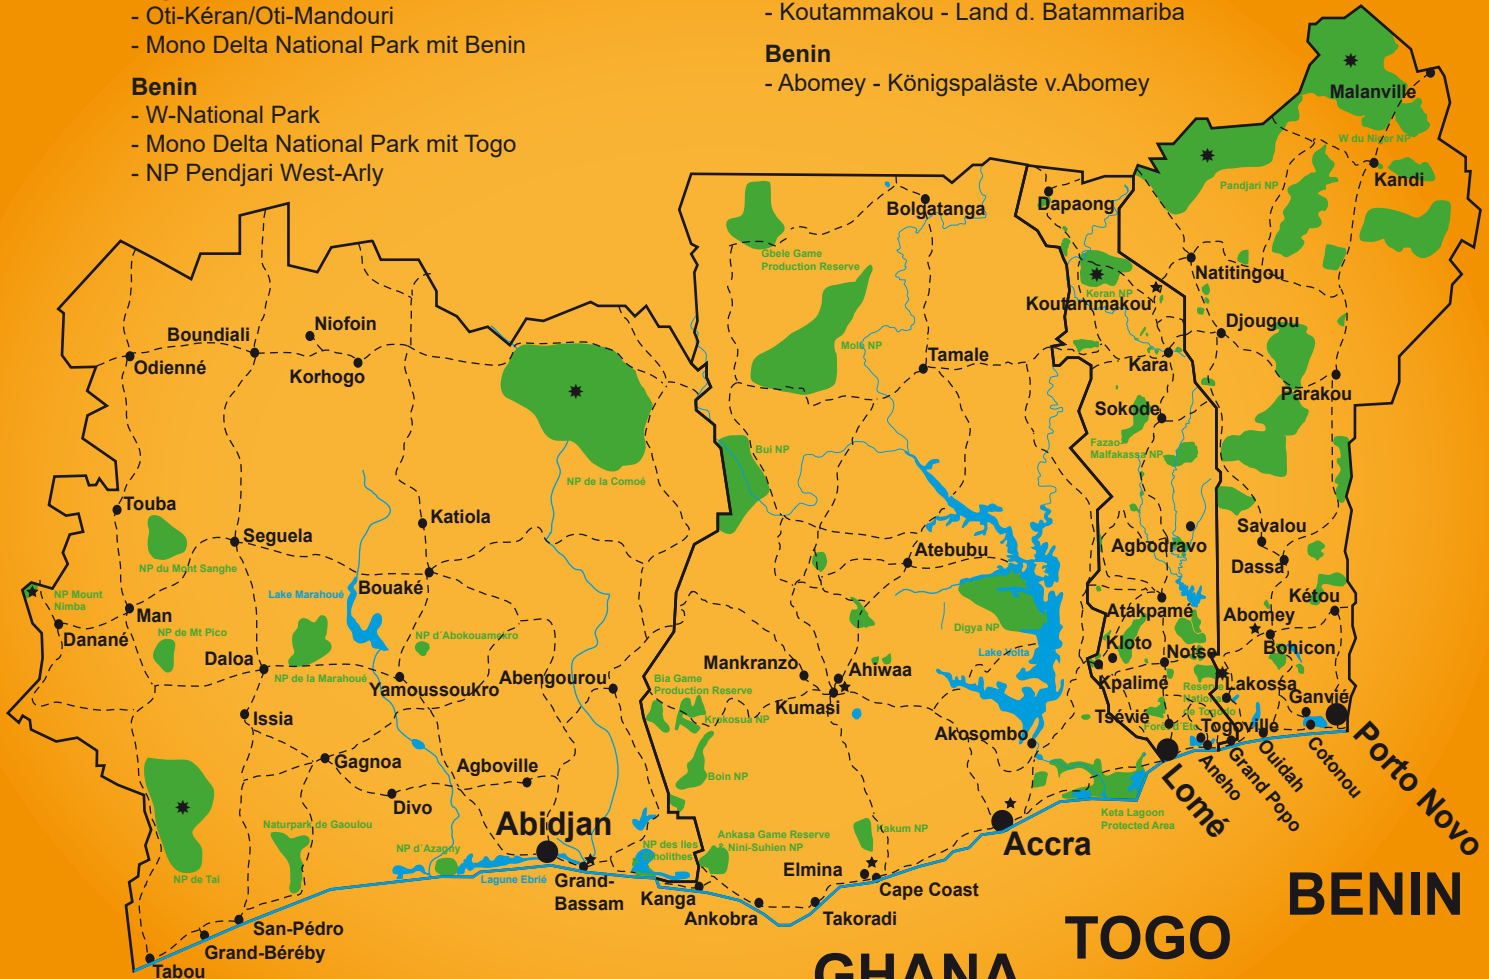 - Oti-Kéran/Oti-Mandouri
- Mono Delta National Park mit Benin
Benin
- W-National Park
- Mono Delta National Park mit Togo
- NP Pendjari West-Arly
- Koutammakou - Land d. Batammariba
Benin
- Abomey - Königspaläste v.Abomey
Malanville
W du Niger NP
Kandi
Pandjari NP
Bolgatanga
Dapaong
Gbele Game
Production Reserve
Natitingou
Keran NP
Koutammakou
Niofoin
Boundiali
Djougou
Mole NP
Tamale
Odienné
Korhogo
Kara
Parakou
Sokode
Bui NP
Fazao-
Malfakassa NP
NP de la Comoé
Touba
Katiola
Seguela
Savalou
Agbodravo
Atebubu
Dassa
NP du Mont Sanghe
NP Mount
Nimba
Lake Marahoué
Bouaké
Kétou
Man
Atakpamé
Abomey
Danané
NP de Mt Pico
NP d´Abokouamekro
Digya NP
Kloto
Notse
Bohicon
Lake Volta
Daloa
Mankranzo
Ahiwaa
NP de la Marahoué
Yamoussoukro
Abengourou
Bia Game
Production Reserve
Kpalimé
Lakossa
Reserve
de Togodo
Ganvié
Kumasi
Krokosua NP
Issia
Tsévié
Togoville
Akosombo
Gagnoa
Agboville
Boin NP
Divo
Ouidah
Cotonou
Porto Novo
Aneho
Grand Popo
Lomé
Keta Lagoon
Protected Area
Abidjan
Naturpark de Gaoulou
Accra
Kakum NP
Ankasa Game Reserve
& Nini-Suhien NP
NP d´Azagny
NP des Iles
NP de Tai
Lagune Ebrié
Grand-
Bassam
Kanga
Elmina
Cape Coast
Ankobra
Takoradi
San-Pédro
Grand-Béréby
Tabou
BENIN
TOGO
GHANA